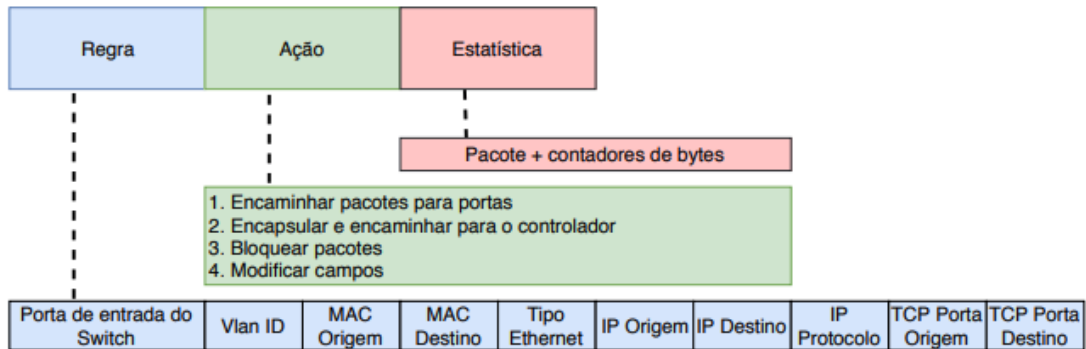 Regra
Ação
Estatística
Pacote + contadores de bytes
1. Encaminhar pacotes para portas
2. Encapsular e encaminhar para o controlador
3. Bloquear pacotes
4. Modificar campos
Porta de entrada do
Switch
Vlan ID
MAC
Origem
MAC
Destino
Tipo
Ethernet
IP Origem
IP Destino
IP
Protocolo
TCP Porta
Origem
TCP Porta
Destino